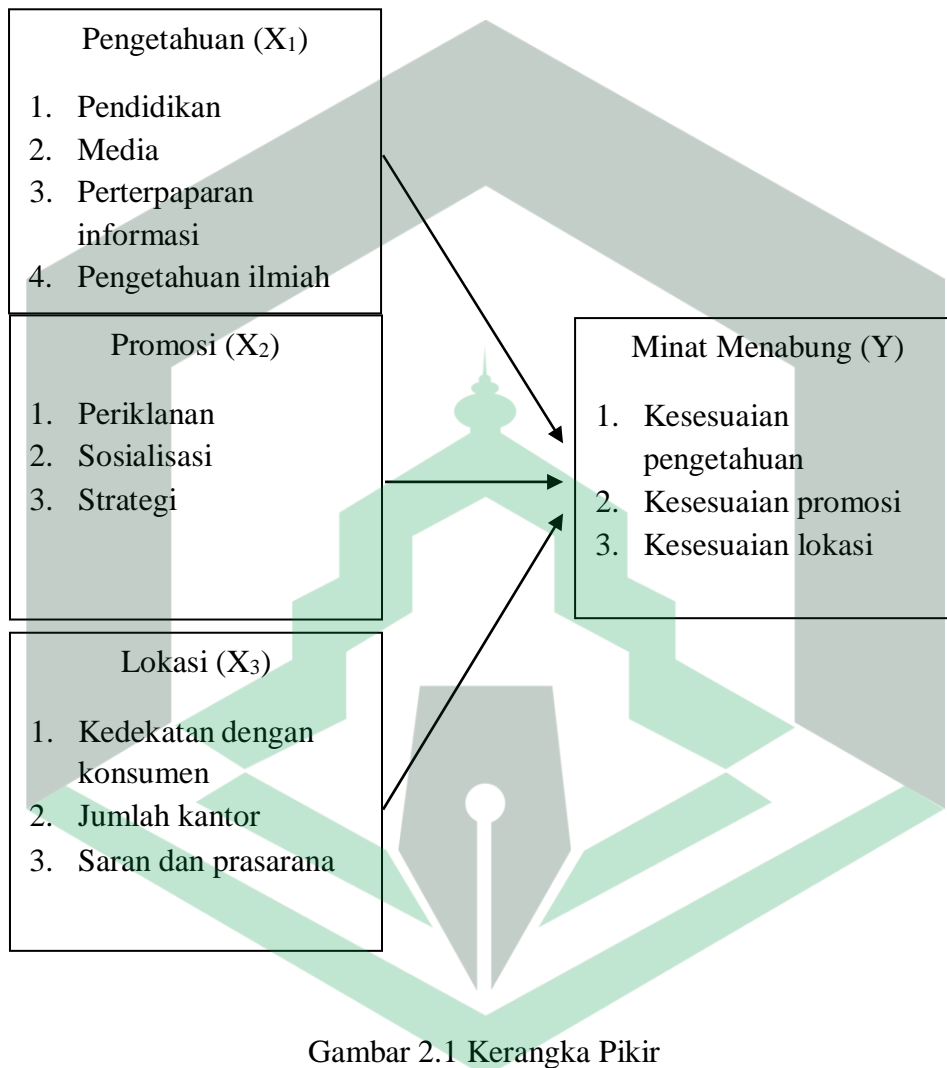 Pengetahuan (X₁)
1. Pendidikan
2. Media
3. Perterpaparan
informasi
4. Pengetahuan ilmiah
Promosi (X₂)
1. Periklanan
2. Sosialisasi
3. Strategi
Lokasi (X₃)
1. Kedekatan dengan
konsumen
2. Jumlah kantor
3. Saran dan prasarana
Minat Menabung (Y)
1. Kesesuaian
pengetahuan
2. Kesesuaian promosi
3. Kesesuaian lokasi
Gambar 2.1 Kerangka Pikir